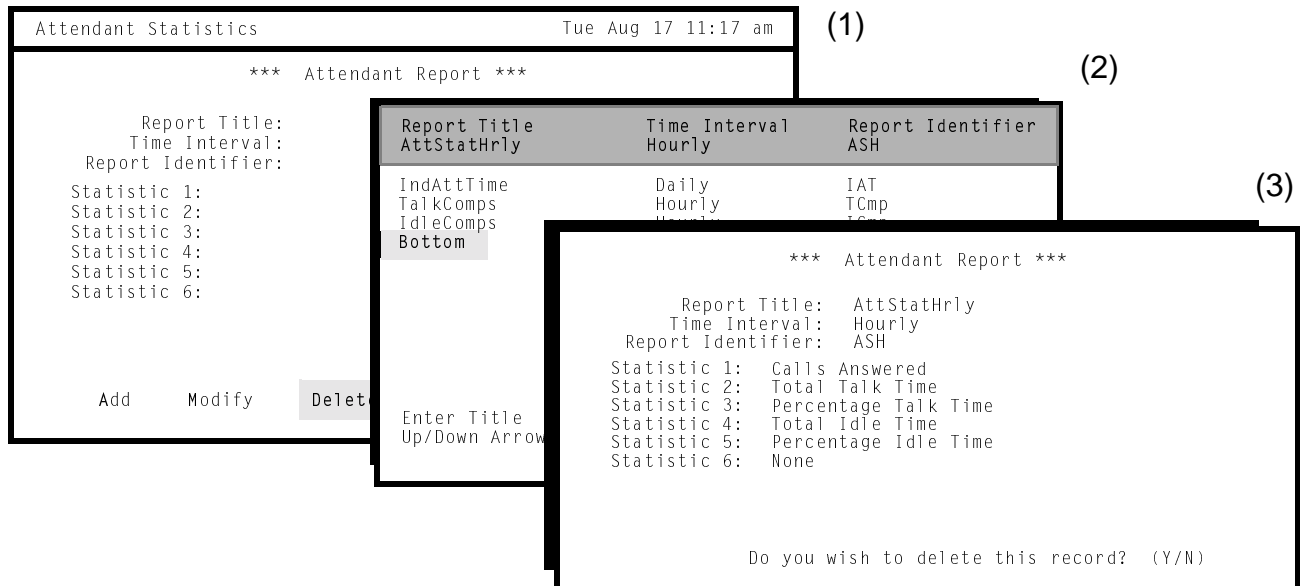 Attendant Statistics Tue Aug 17 11:17 am
(1)
*** Attendant Report ***
Report Title:
Time Interval:
Report Identifier:
Statistic 1:
Statistic 2:
Statistic 3:
Statistic 4:
Statistic 5:
Statistic 6:
Add Modify
(2)
Report Title Time Interval Report Identifier
AttStatHrly Hourly ASH
IndAttTime Daily IAT
TalkComps Hourly TCmp
IdleComps
Bottom
Enter Title
Up/Down Arrow
(3)
*** Attendant Report ***
Report Title: AttStatHrly
Time Interval: Hourly
Report Identifier: ASH
Statistic 1: Calls Answered
Statistic 2: Total Talk Time
Statistic 3: Percentage Talk Time
Statistic 4: Total Idle Time
Statistic 5: Percentage Idle Time
Statistic 6: None
Do you wish to delete this record? (Y/N)